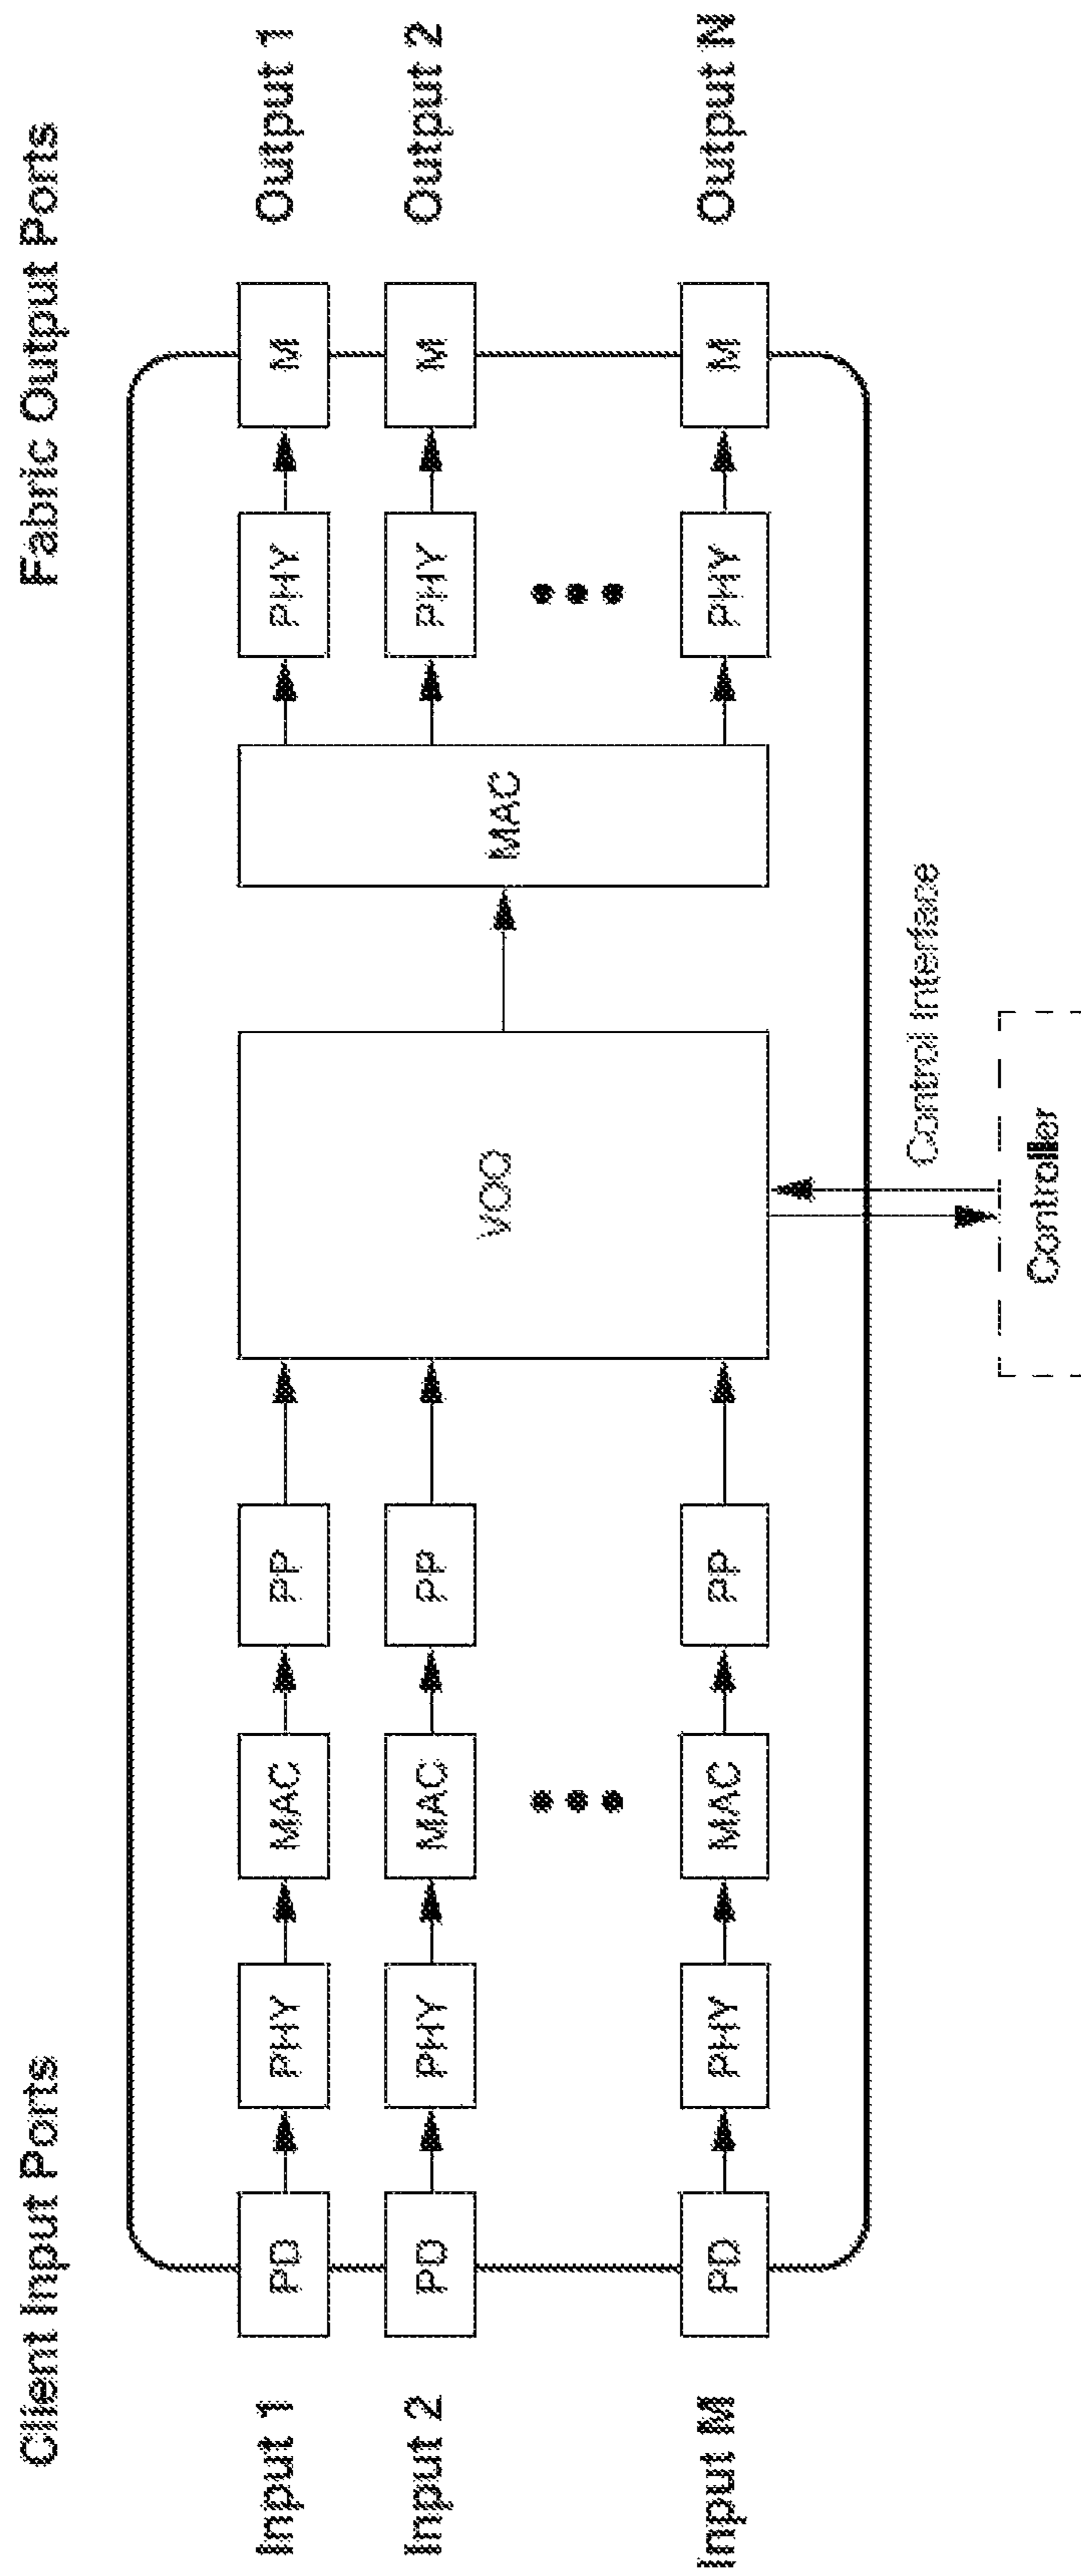 Client Input Ports
Fabric Output Ports
Input 1
PD
PHY
MAC
PP
PHY
M
Output 1
Input 2
PD
PHY
MAC
PP
VOQ
MAC
PHY
M
Output 2
Input M
PD
PHY
MAC
PP
PHY
M
Output N
Control Interface
Controller